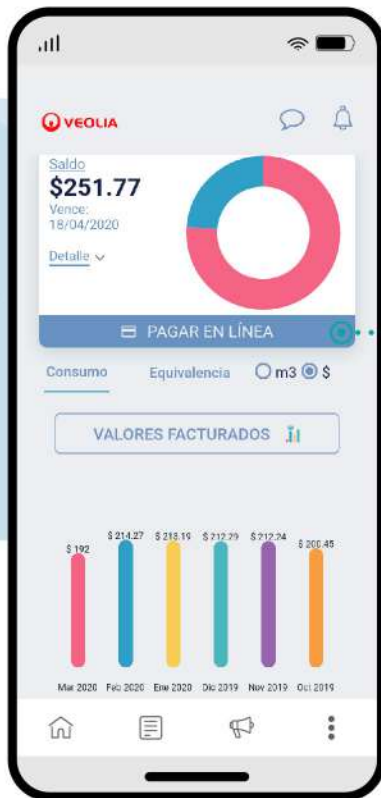 VEOLIA
Saldo
$251.77
Vence:
18/04/2020
Detalle
PAGAR EN LÍNEA
Consumo Equivalencia m3 $
VALORES FACTURADOS
$ 192 $ 214.27 $ 218.19 $ 212.29 $ 212.24 $ 200.45
Mar 2020 Feb 2020 Ene 2020 Dic 2019 Nov 2019 Oct 2019